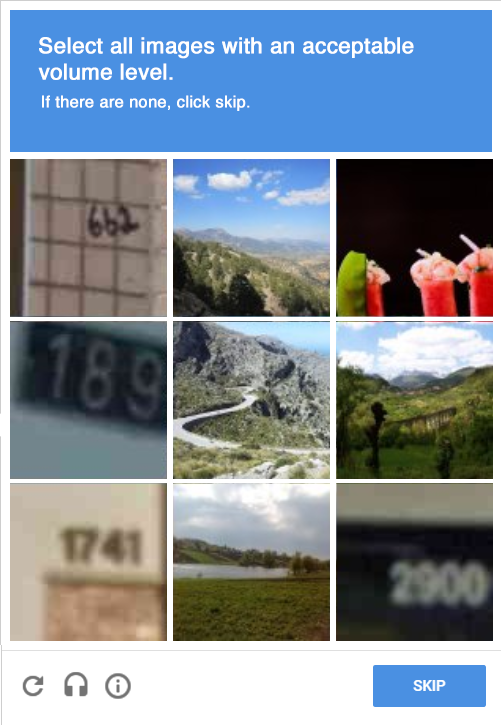 Select all images with an acceptable
volume level.
If there are none, click skip.
662
189
1741
2900
SKIP